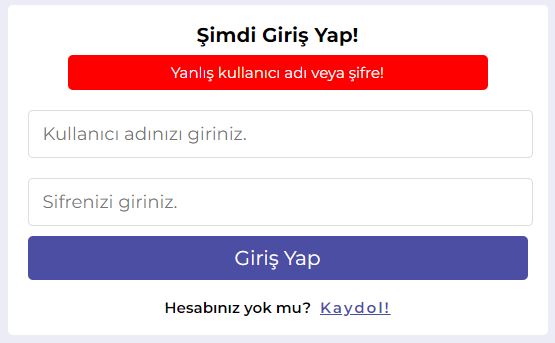 Şimdi Giriş Yap!
Yanlış kullanıcı adı veya şifre!
Kullanıcı adınızı giriniz.
Sifrenizi giriniz.
Giriş Yap
Hesabınız yok mu? Kaydol!